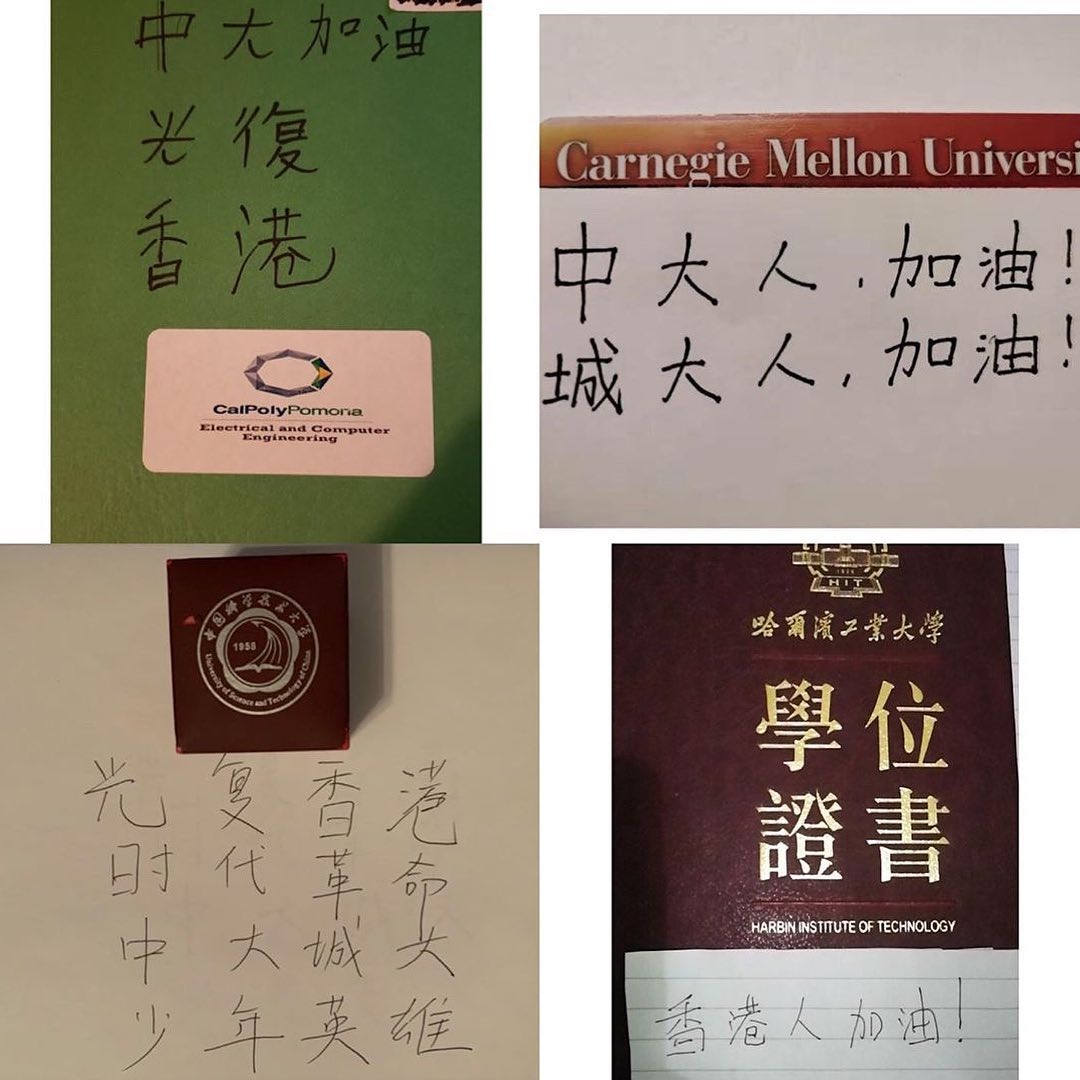 中大加油
光復
香港
CalPolyPomona
Electrical and Computer
Engineering
Carnegie Mellon Universi
中大人,加油!
城大人,加油!
中国科学技术大学
1958
University of Science and Technology of China
光复香港
时代革命
中大城大
少年英雄
HIT
哈爾濱工業大學
學位
證書
HARBIN INSTITUTE OF TECHNOLOGY
香港人加油!